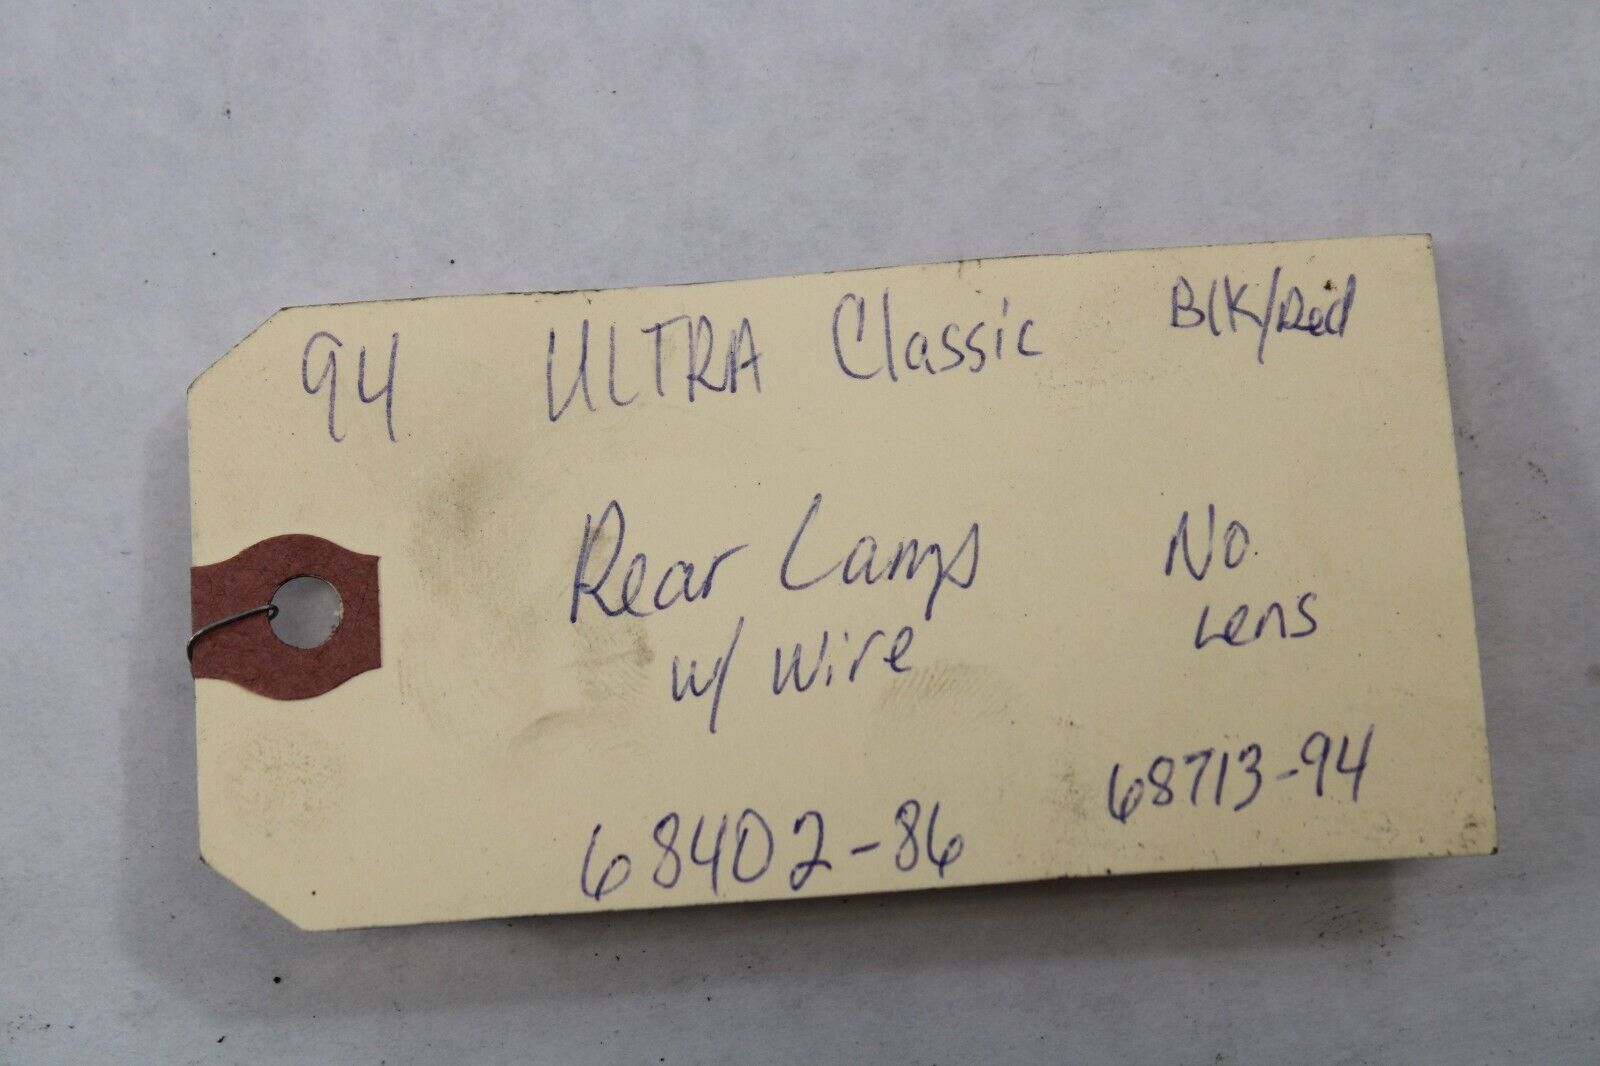 94 ULTRA Classic Blk/Red
Rear Lamps No
w/ wire Lens
68402-86 68713-94